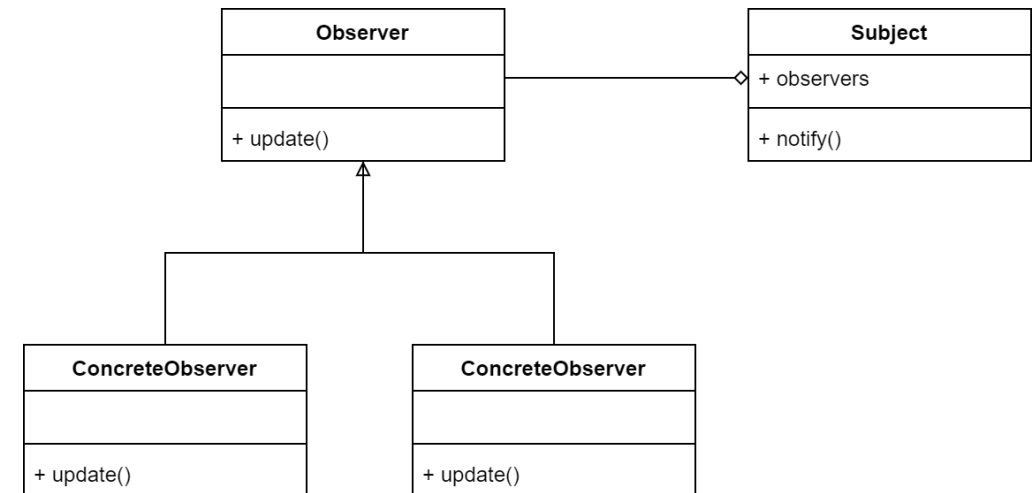 Observer
+ update()
Subject
+ observers
+ notify()
ConcreteObserver
+ update()
ConcreteObserver
+ update()